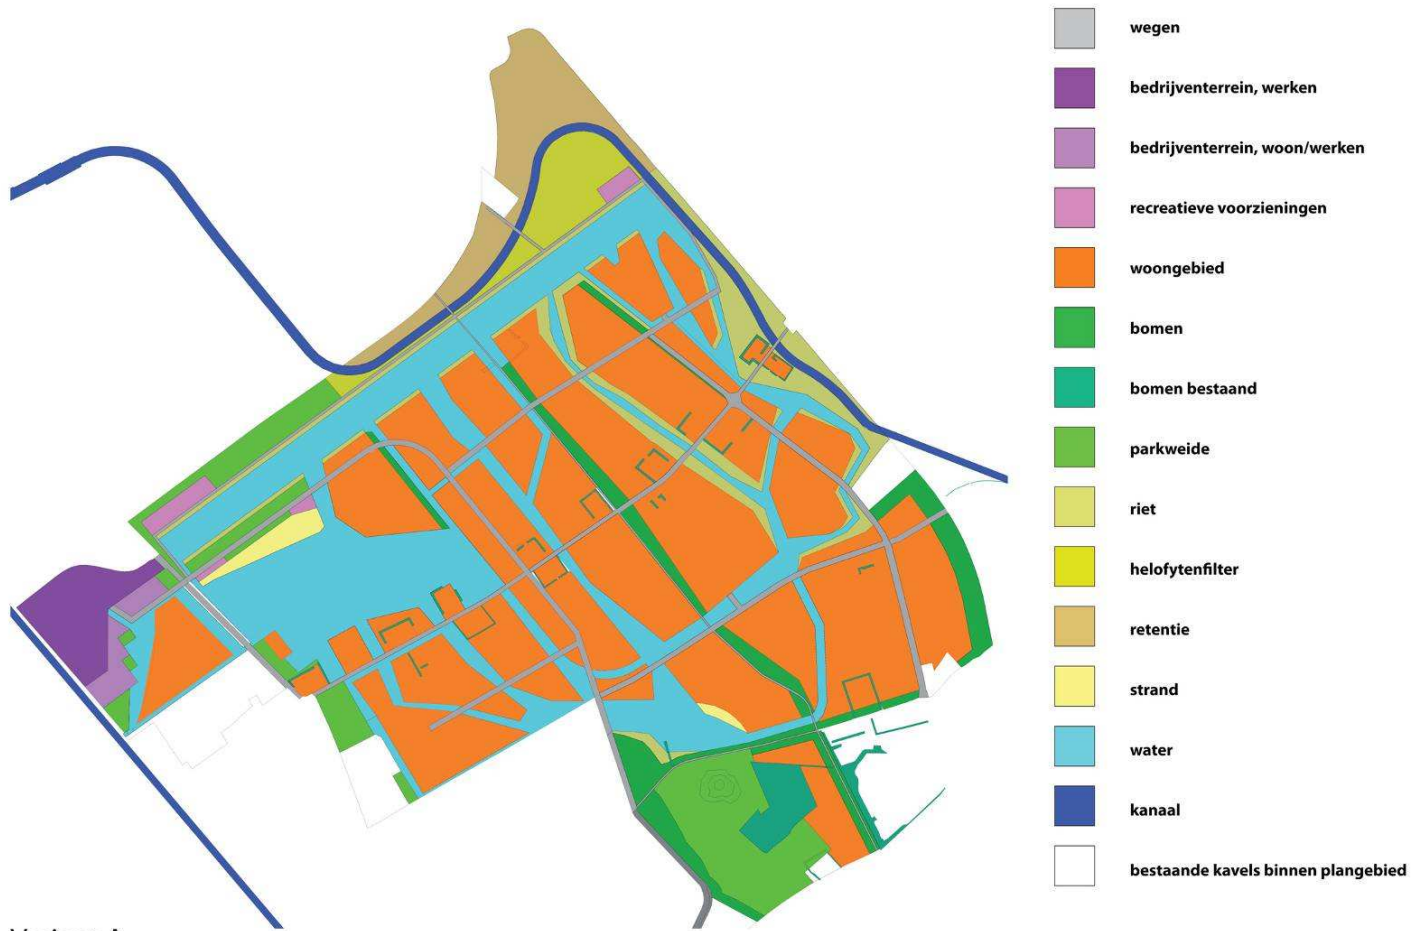 wegen
bedrijventerrein, werken
bedrijventerrein, woon/werken
recreatieve voorzieningen
woongebied
bomen
bomen bestaand
parkweide
riet
helofytenfilter
retentie
strand
water
kanaal
bestaande kavels binnen plangebied